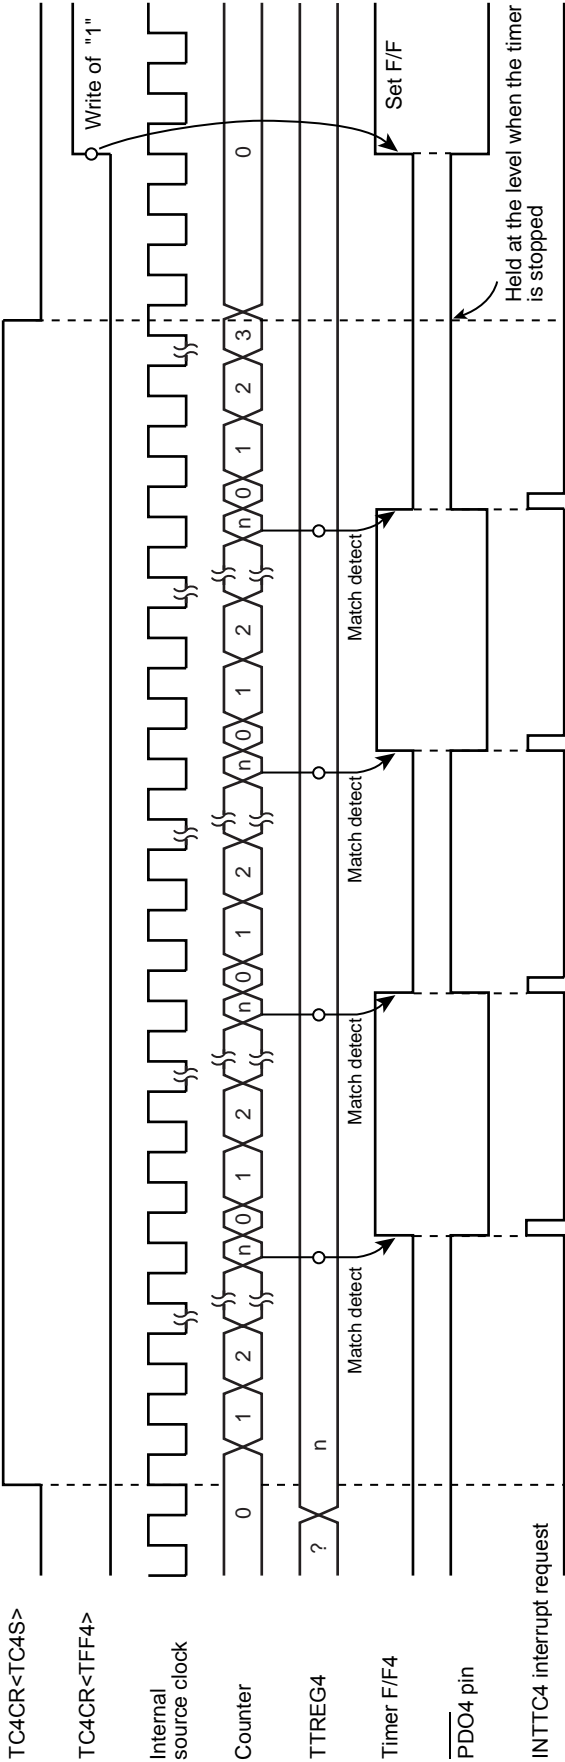 TC4CR<TC4S>
TC4CR<TFF4>
Write of "1"
Internal
source clock
Counter
0 1 2 n 0 1 2 n 0 1 2 n 0 1 2 n 0 1 2 3 0
TTREG4
? n
Match detect Match detect Match detect Match detect
Timer F/F4
Set F/F
PDO4 pin
Held at the level when the timer
is stopped
INTTC4 interrupt request